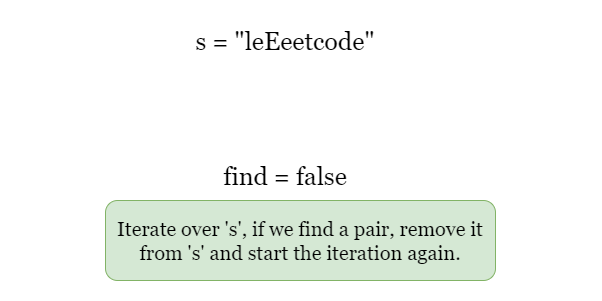 s = "leEeetcode"
find = false
Iterate over 's', if we find a pair, remove it
from 's' and start the iteration again.